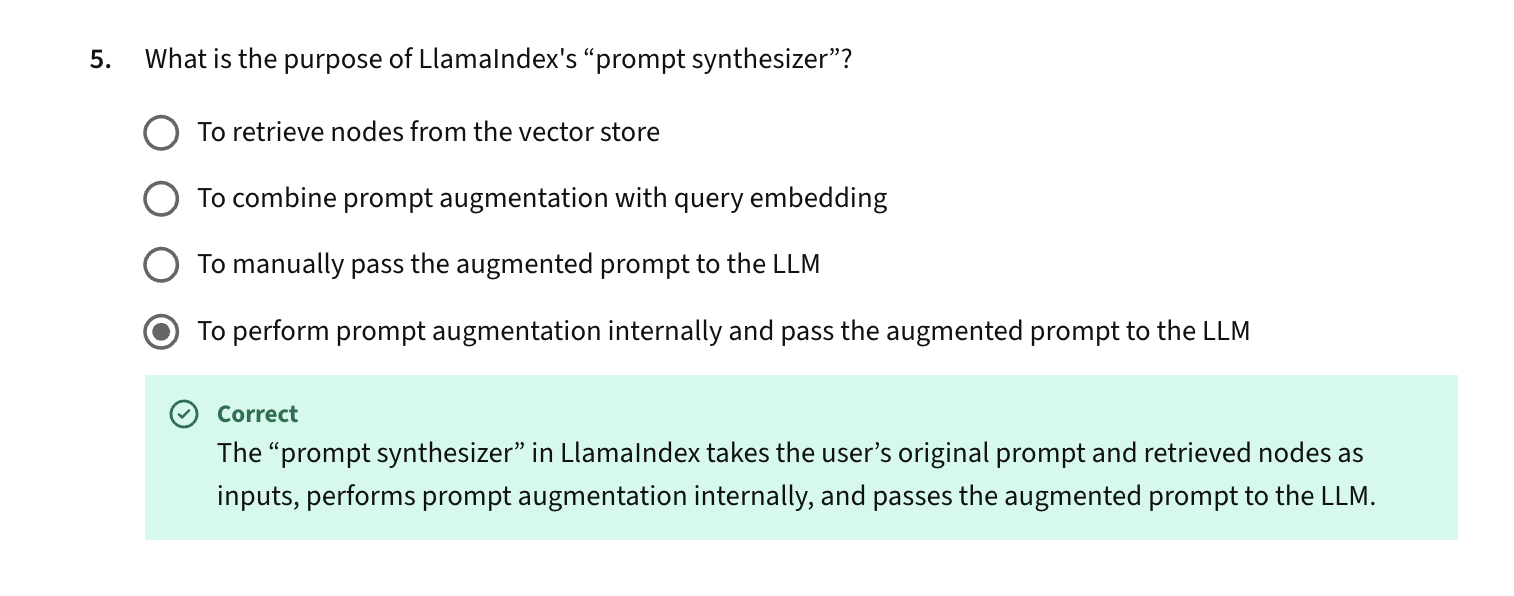 5. What is the purpose of LlamaIndex's “prompt synthesizer”?
To retrieve nodes from the vector store
To combine prompt augmentation with query embedding
To manually pass the augmented prompt to the LLM
To perform prompt augmentation internally and pass the augmented prompt to the LLM
Correct
The “prompt synthesizer” in LlamaIndex takes the user’s original prompt and retrieved nodes as
inputs, performs prompt augmentation internally, and passes the augmented prompt to the LLM.